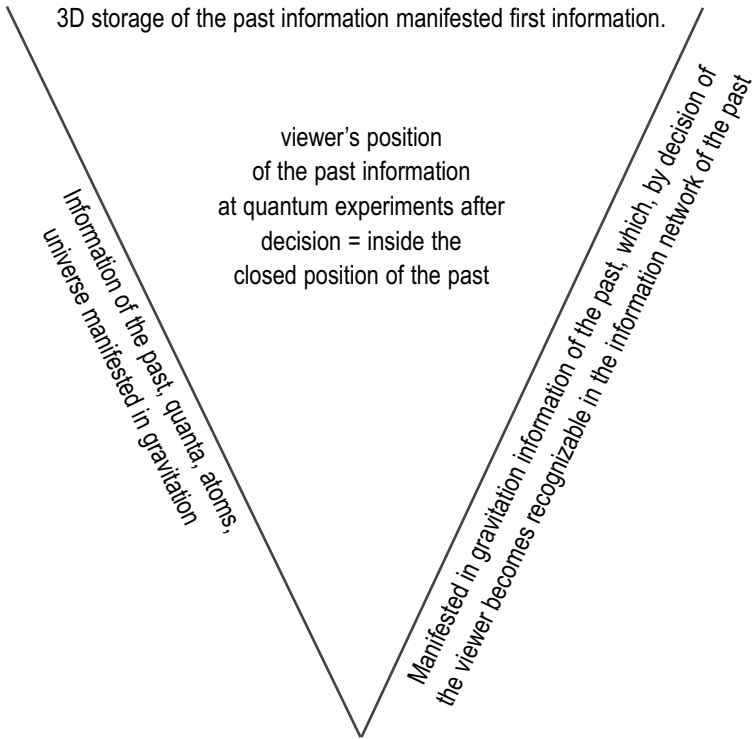 3D storage of the past information manifested first information.
viewer's position
of the past information
at quantum experiments after
decision = inside the
closed position of the past
Information of the past, quanta, atoms,
universe manifested in gravitation
Manifested in gravitation information of the past, which, by decision of
the viewer becomes recognizable in the information network of the past